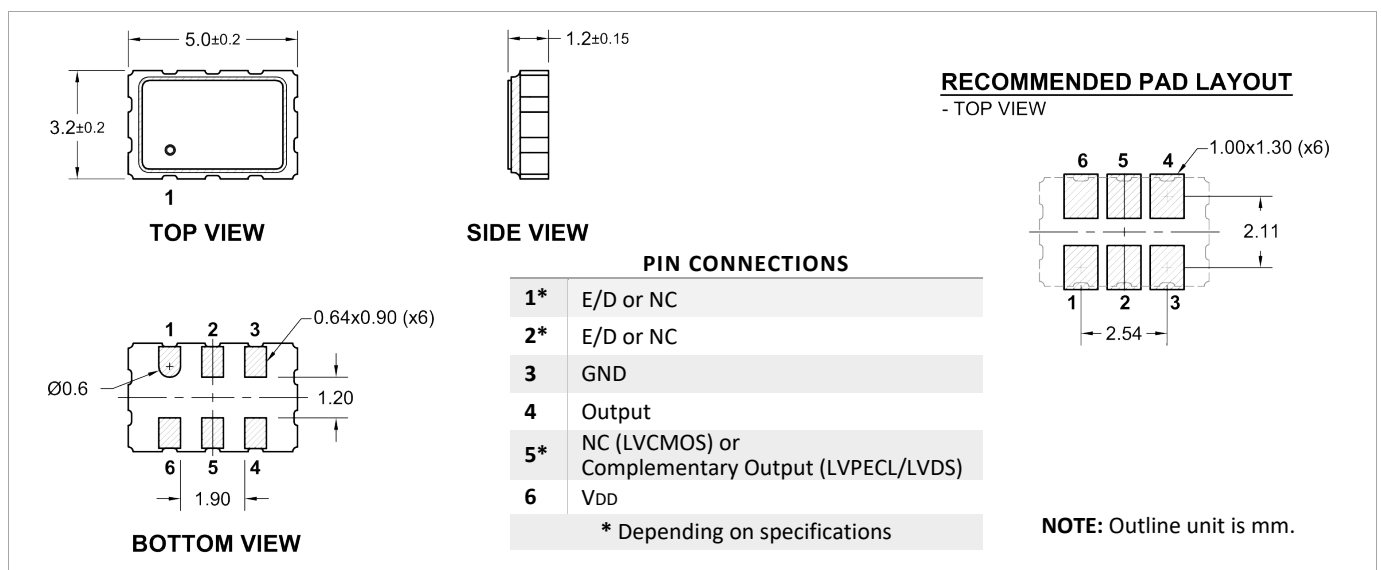 5.0±0.2
3.2±0.2
1
TOP VIEW
1.2±0.15
SIDE VIEW
RECOMMENDED PAD LAYOUT
- TOP VIEW
6 5 4
1.00x1.30 (x6)
2.11
1 2 3
2.54
1 2 3
0.64x0.90 (x6)
Ø0.6
1.20
6 5 4
1.90
BOTTOM VIEW
PIN CONNECTIONS
1* E/D or NC
2* E/D or NC
3 GND
4 Output
5* NC (LVCMOS) or
Complementary Output (LVPECL/LVDS)
6 VDD
* Depending on specifications
NOTE: Outline unit is mm.